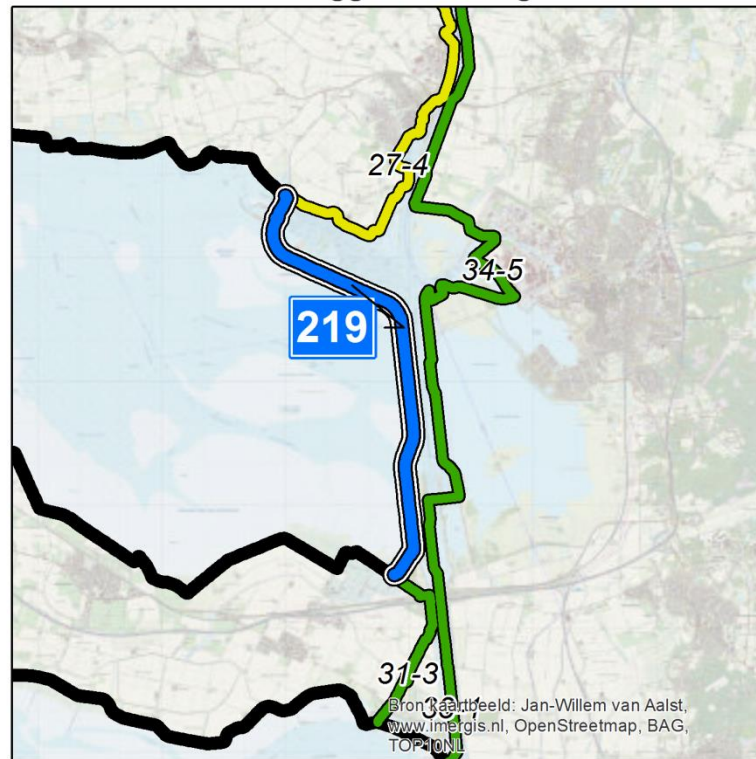 27-4
34-5
219
31-3
Bron kaartbeeld: Jan-Willem van Aalst,
www.imergis.nl, OpenStreetmap, BAG,
TOP10NL